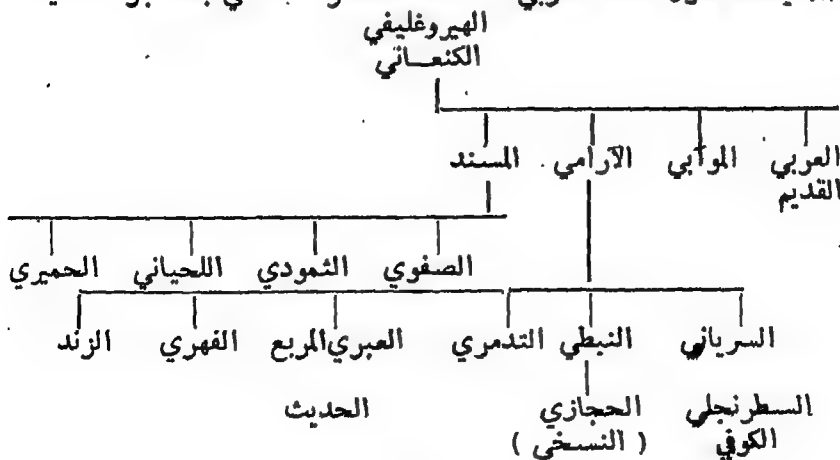 الهيروغليفي
الكنعـــاني
العربي القديم
الموآبي
الآرامي
المسند
الصفوي
الثمودي
اللحياني
الحميري
السرياني
النبطي
التدمري
العبري المربع
الفهري
الزند
الحديث
السطرنجلي
الكوفي
الحجازي
( النسخي )